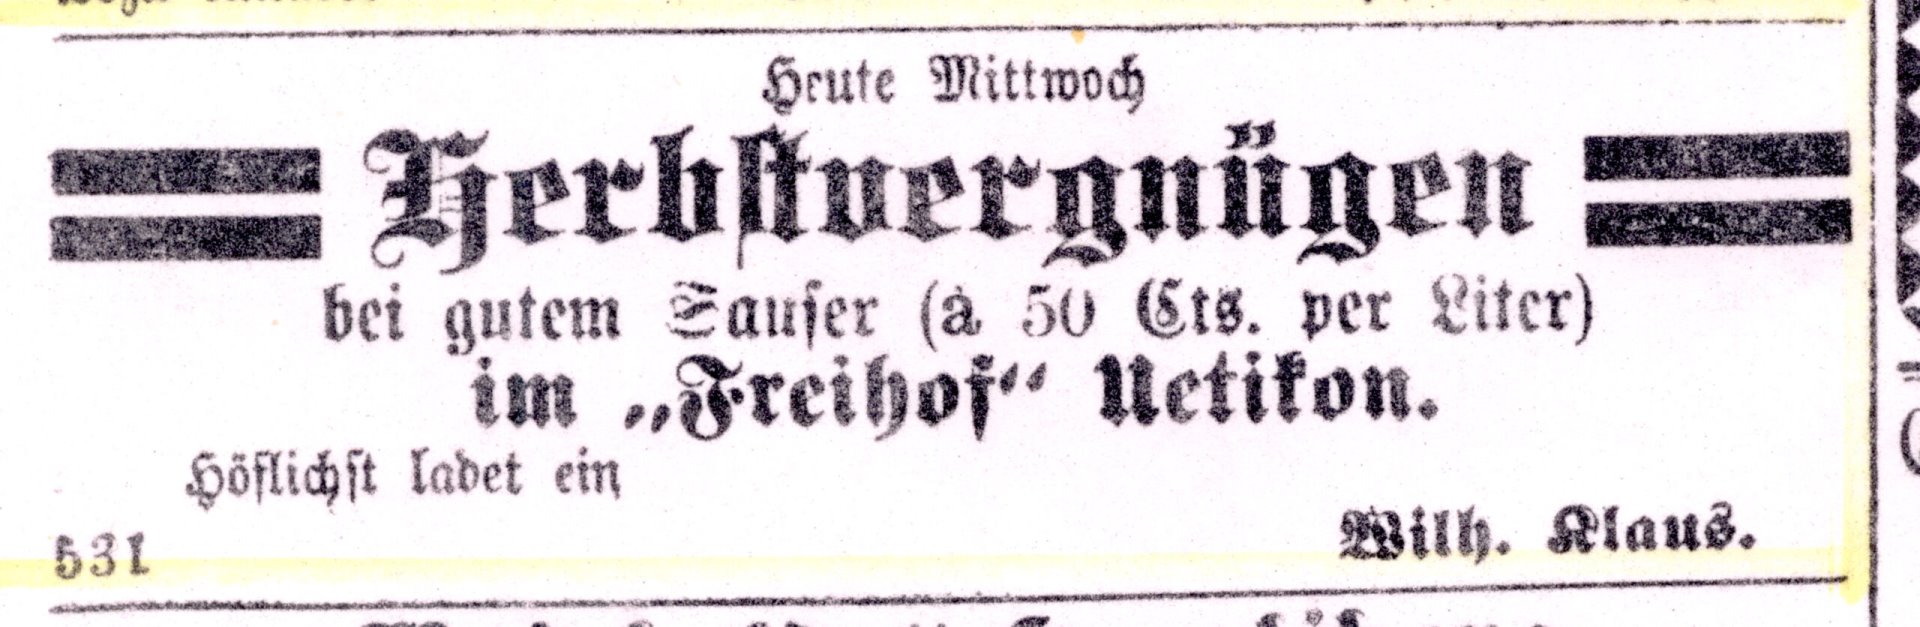 Heute Mittwoch
Herbstvergnügen
bei gutem Sauser (à 50 Cts. per Liter)
im „Freihof“ Uetikon.
Höflichst ladet ein
Wilh. Klaus.
531